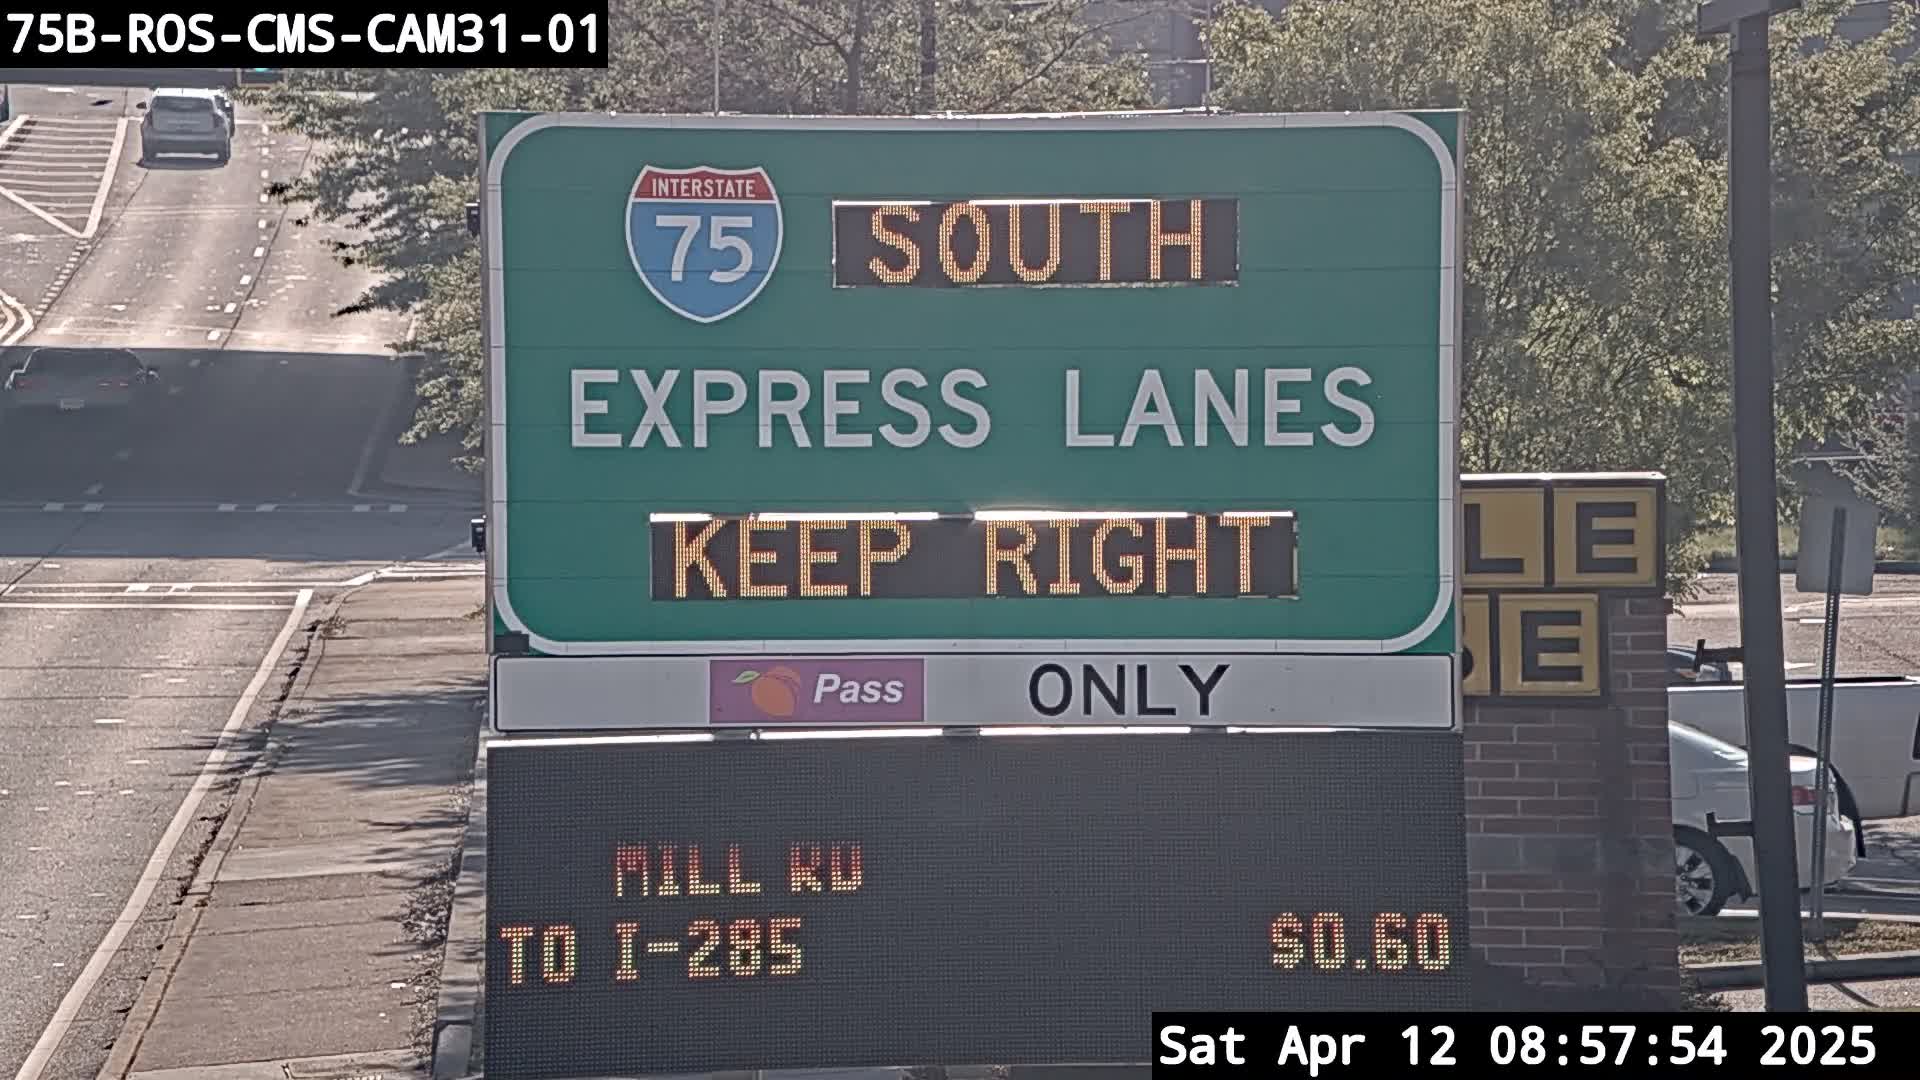 75B-ROS-CMS-CAM31-01
INTERSTATE
75
SOUTH
EXPRESS LANES
KEEP RIGHT
Pass ONLY
MILL RD
TO I-285 $0.60
LE
E
Sat Apr 12 08:57:54 2025